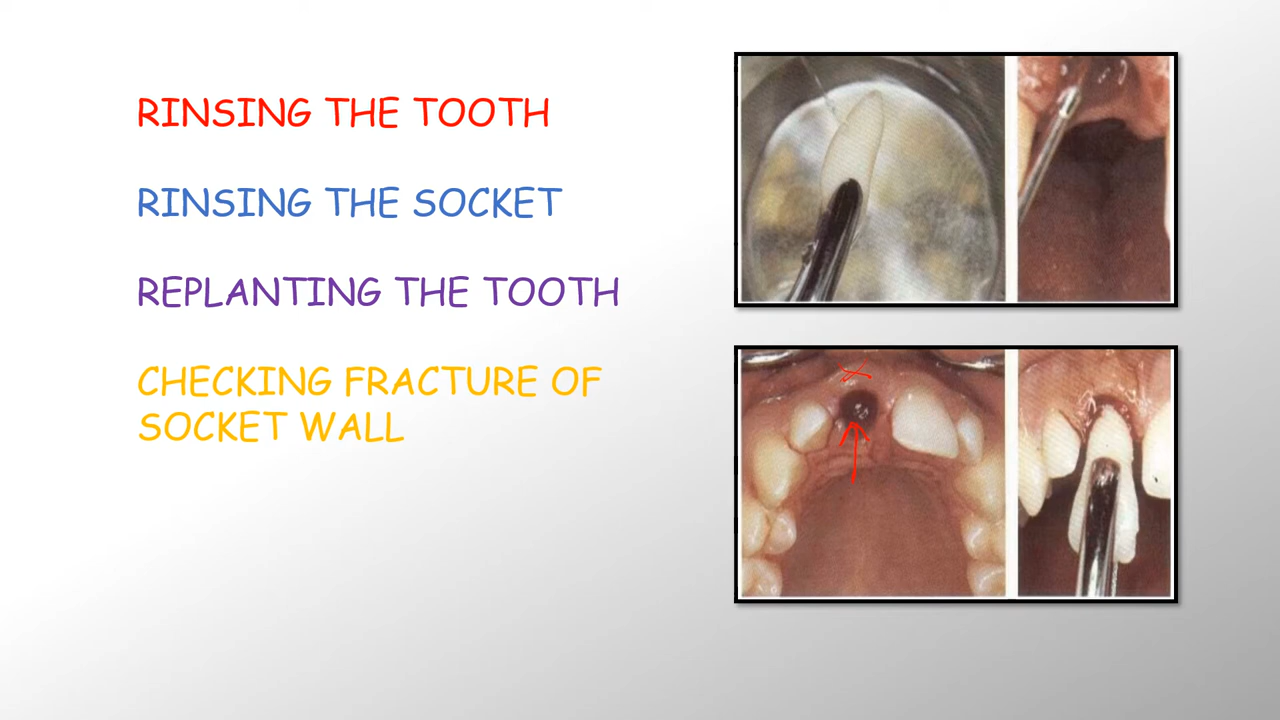 RINSING THE TOOTH
RINSING THE SOCKET
REPLANTING THE TOOTH
CHECKING FRACTURE OF
SOCKET WALL